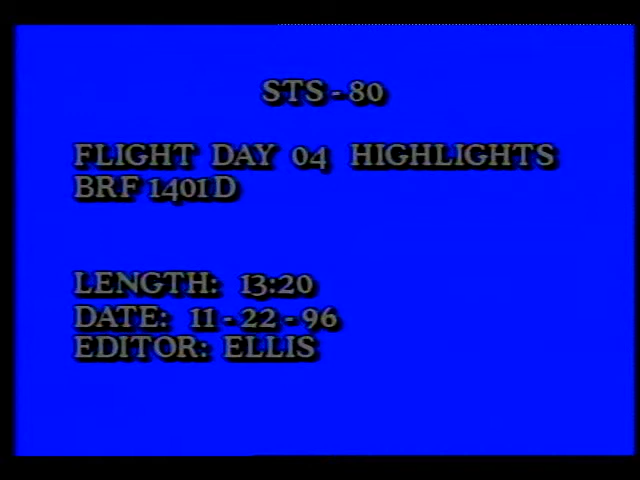 STS - 80
FLIGHT DAY 04 HIGHLIGHTS
BRF 1401D
LENGTH: 13:20
DATE: 11 - 22 - 96
EDITOR: ELLIS